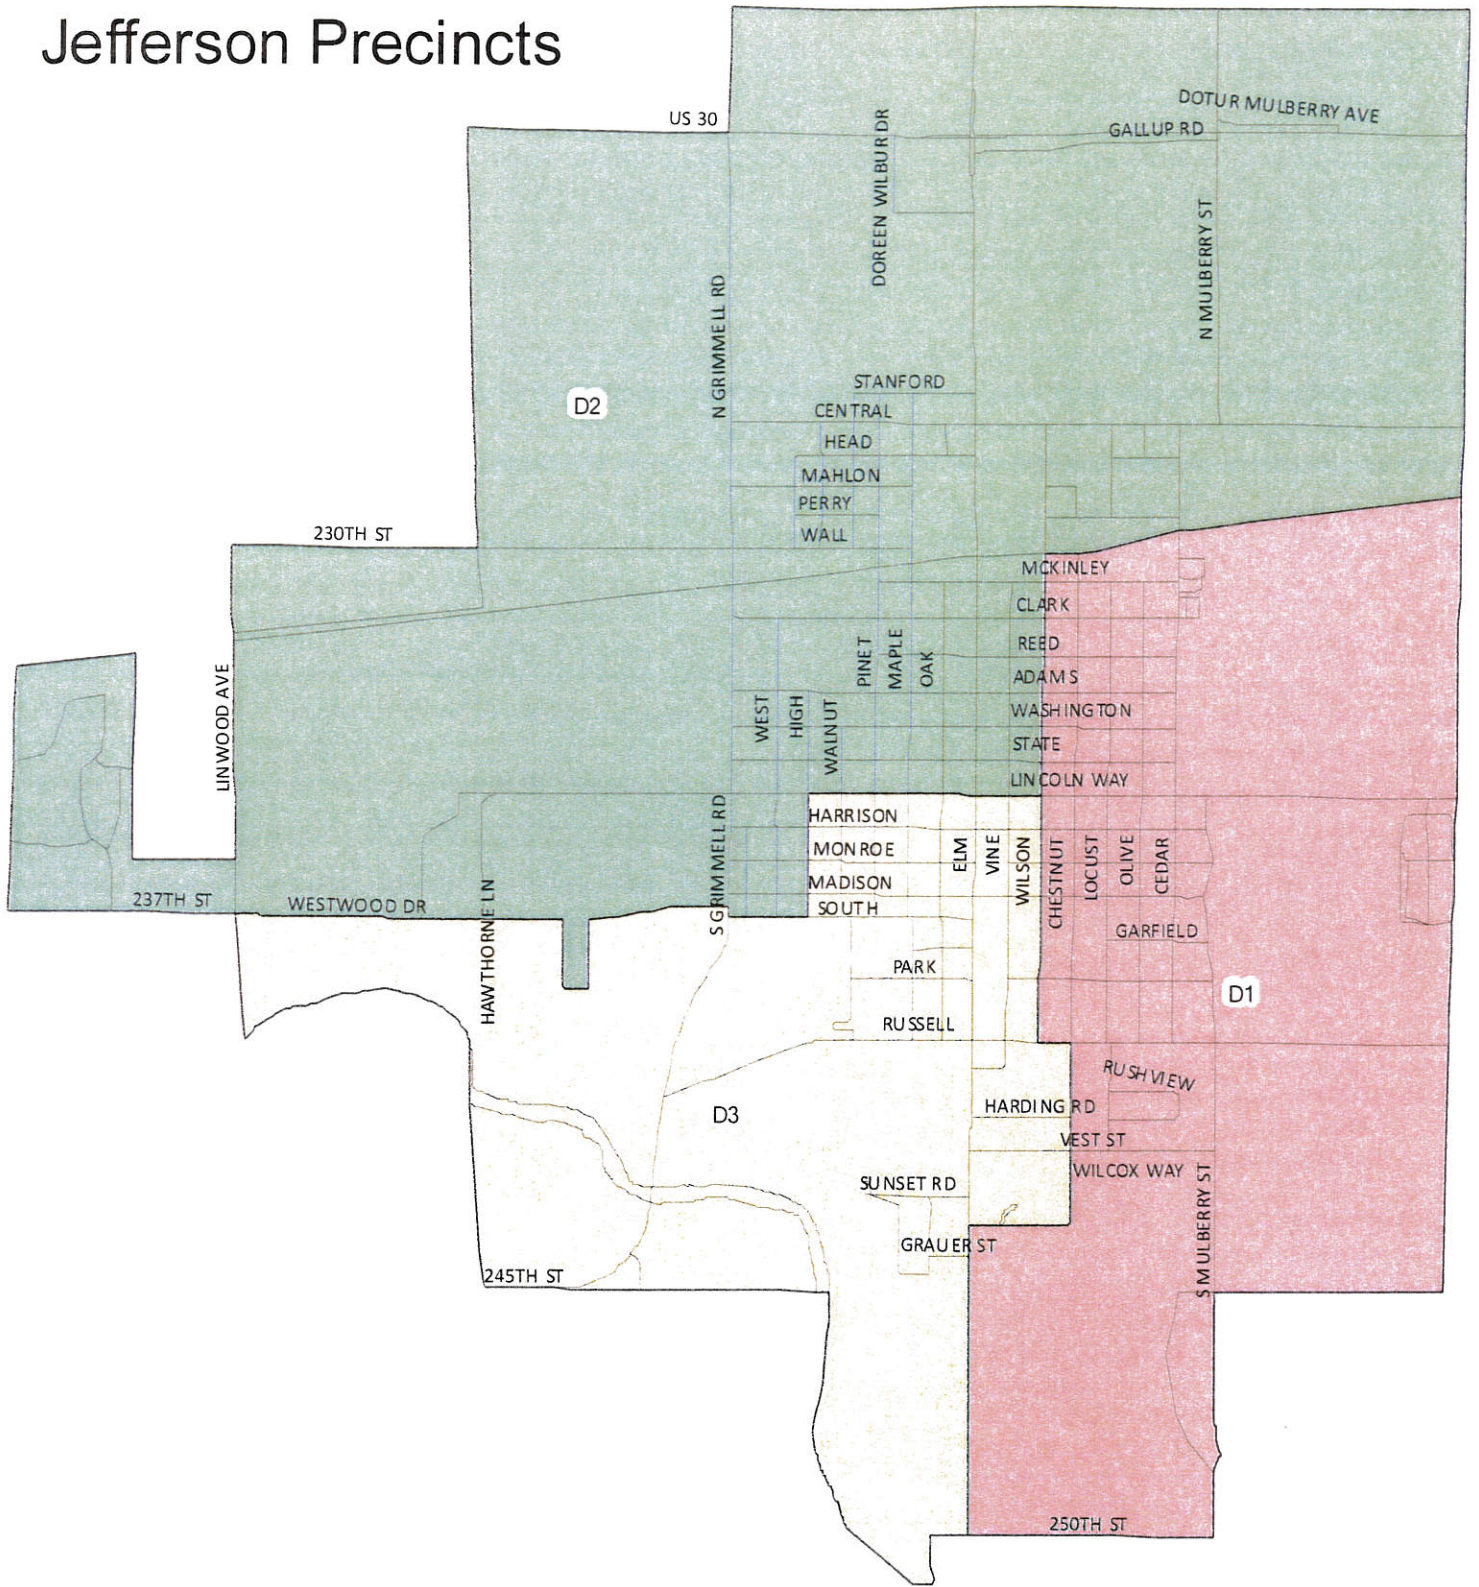 Jefferson Precincts
US 30
DOTUR MULBERRY AVE
GALLUP RD
DOREEN WILBUR DR
N MULBERRY ST
N GRIMMELL RD
STANFORD
D2
CENTRAL
HEAD
MAHLON
PERRY
WALL
230TH ST
MCKINLEY
CLARK
REED
ADAMS
WASHINGTON
STATE
LINCOLN WAY
PINET
MAPLE
OAK
WEST
HIGH
WALNUT
LINWOOD AVE
S GRIMMELL RD
HARRISON
MONROE
MADISON
SOUTH
ELM
VINE
WILSON
CHESTNUT
LOCUST
OLIVE
CEDAR
237TH ST
WESTWOOD DR
HAWTHORNE LN
GARFIELD
PARK
D1
RUSSELL
RUSHVIEW
D3
HARDING RD
VEST ST
WILCOX WAY
SUNSET RD
S MULBERRY ST
GRAUER ST
245TH ST
250TH ST